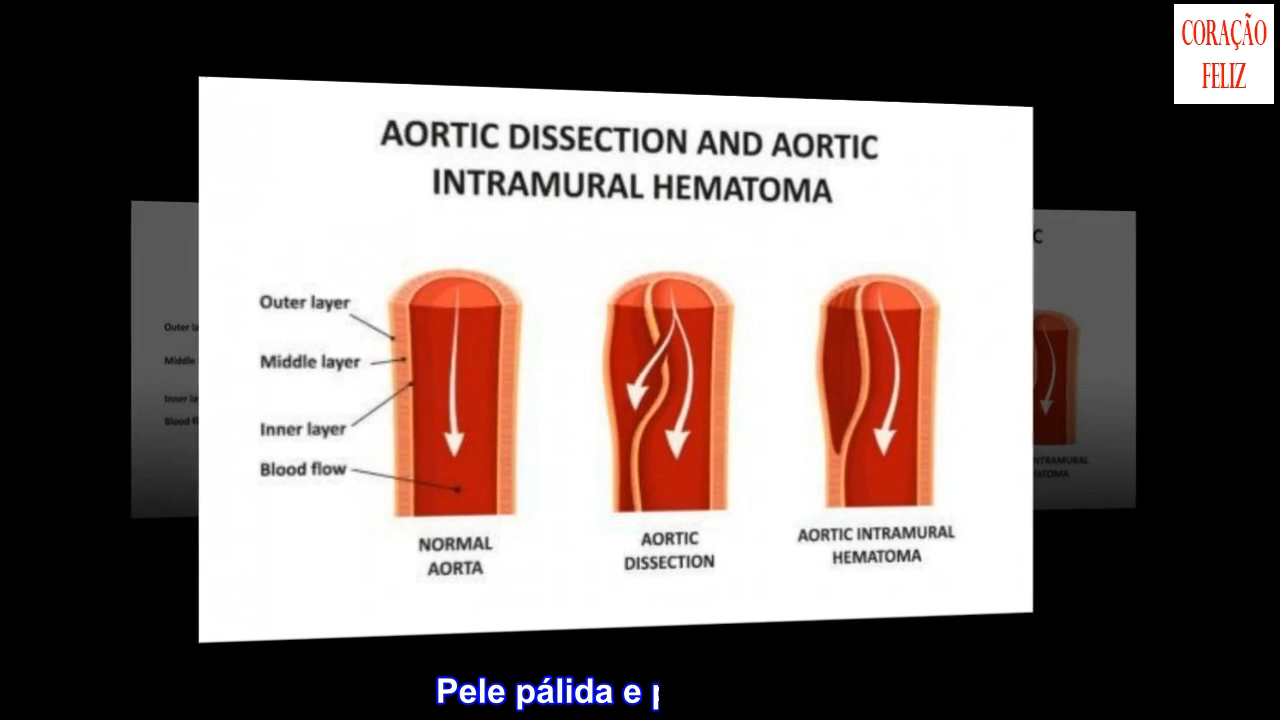 CORAÇÃO
FELIZ
AORTIC DISSECTION AND AORTIC
INTRAMURAL HEMATOMA
Outer layer
Middle layer
Inner layer
Blood flow
NORMAL
AORTA
AORTIC
DISSECTION
AORTIC INTRAMURAL
HEMATOMA
Pele pálida e